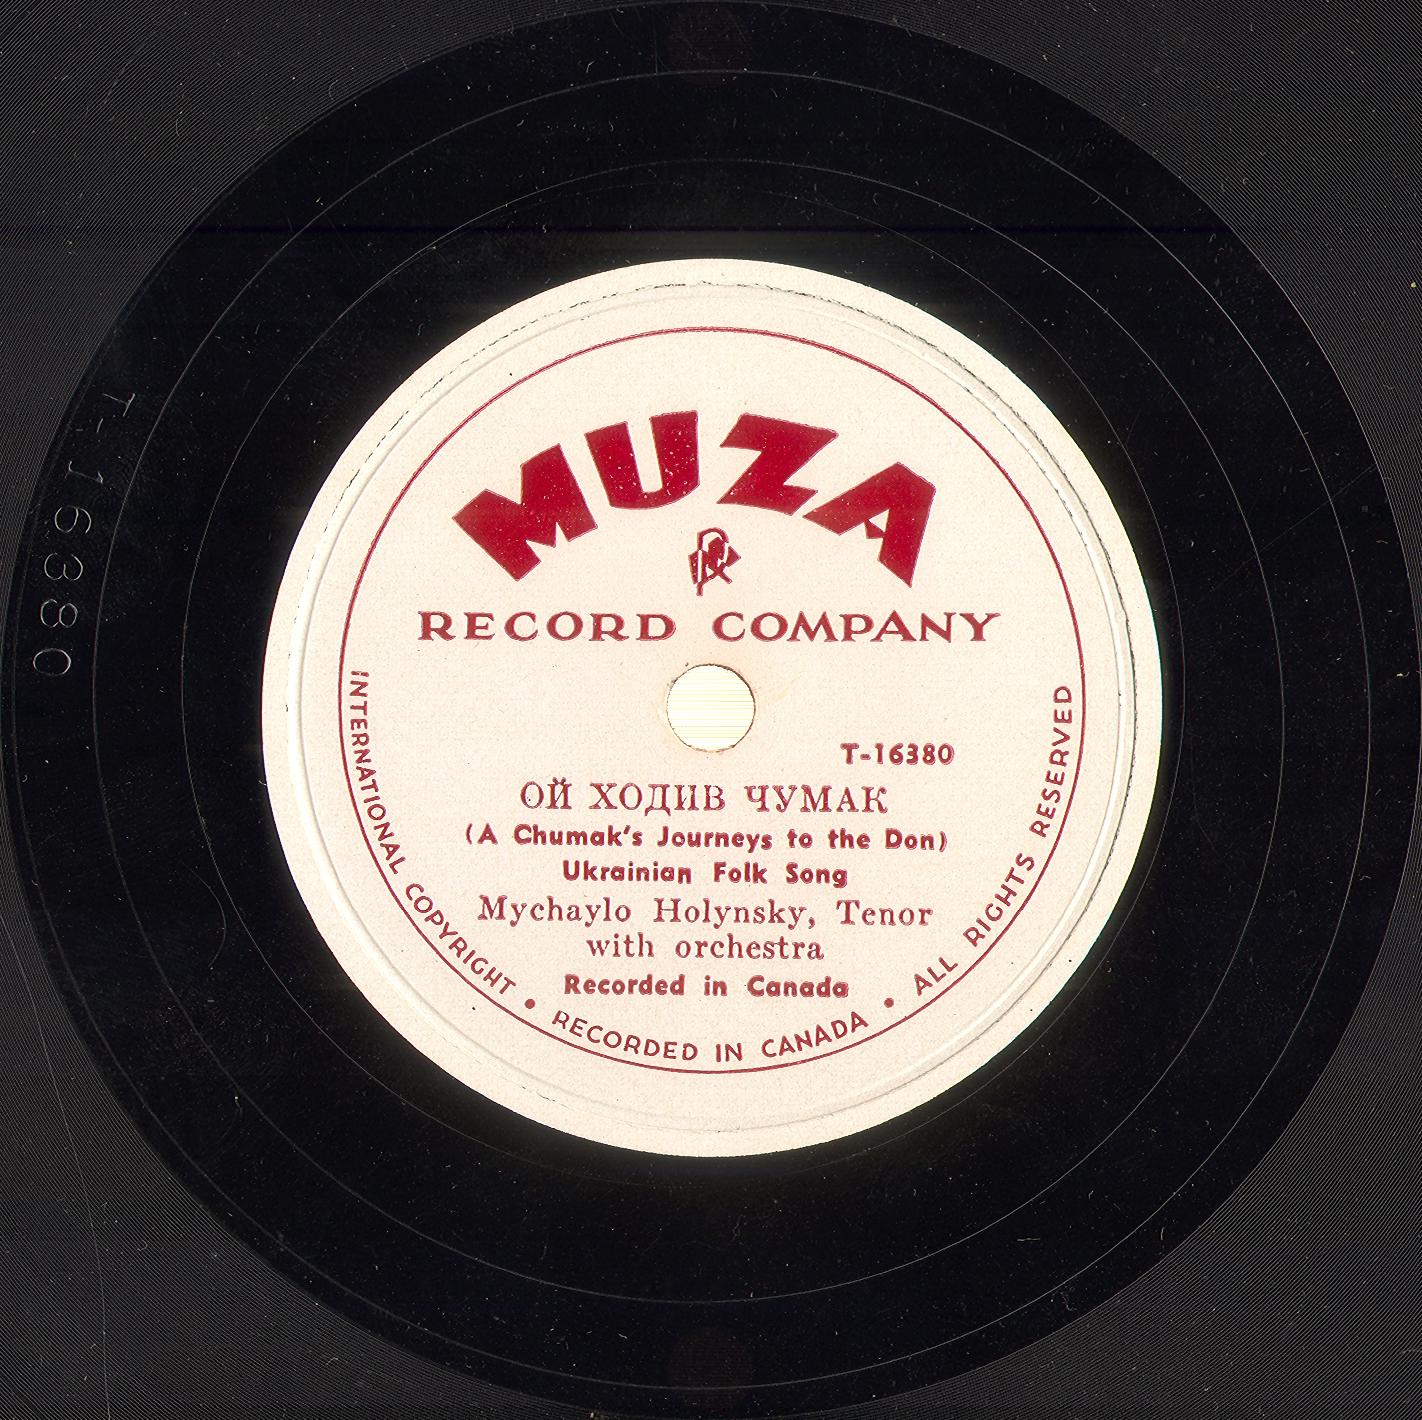 MUZA
RECORD COMPANY
T-16380
ОЙ ХОДИВ ЧУМАК
(A Chumak's Journeys to the Don)
Ukrainian Folk Song
Mychaylo Holynsky, Tenor
with orchestra
Recorded in Canada
INTERNATIONAL COPYRIGHT • RECORDED IN CANADA • ALL RIGHTS RESERVED
T-16380